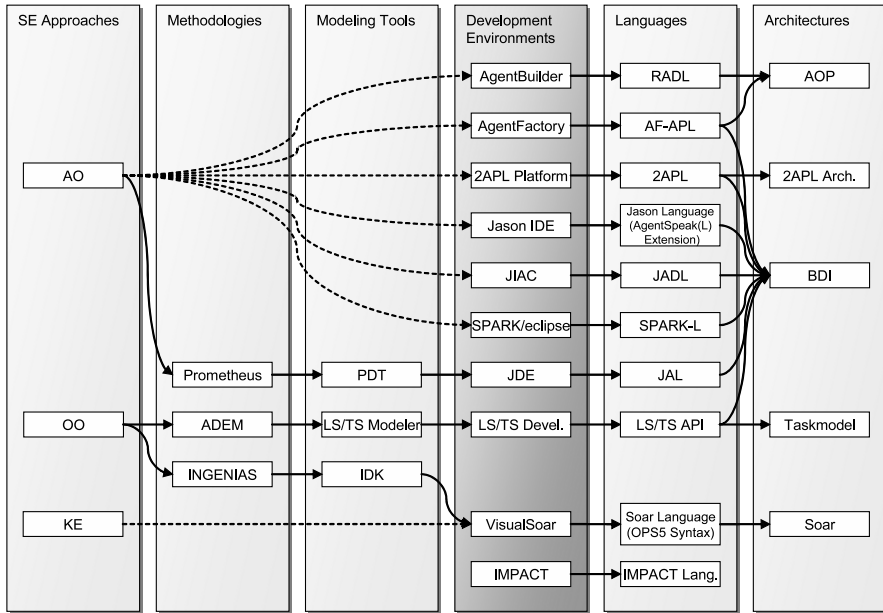 SE Approaches
Methodologies
Modeling Tools
Development
Environments
Languages
Architectures
AgentBuilder
RADL
AOP
AgentFactory
AF-APL
AO
2APL Platform
2APL
2APL Arch.
Jason IDE
Jason Language
(AgentSpeak(L)
Extension)
JIAC
JADL
BDI
SPARK/eclipse
SPARK-L
Prometheus
PDT
JDE
JAL
OO
ADEM
LS/TS Modeler
LS/TS Devel.
LS/TS API
Taskmodel
INGENIAS
IDK
KE
VisualSoar
Soar Language
(OPS5 Syntax)
Soar
IMPACT
IMPACT Lang.